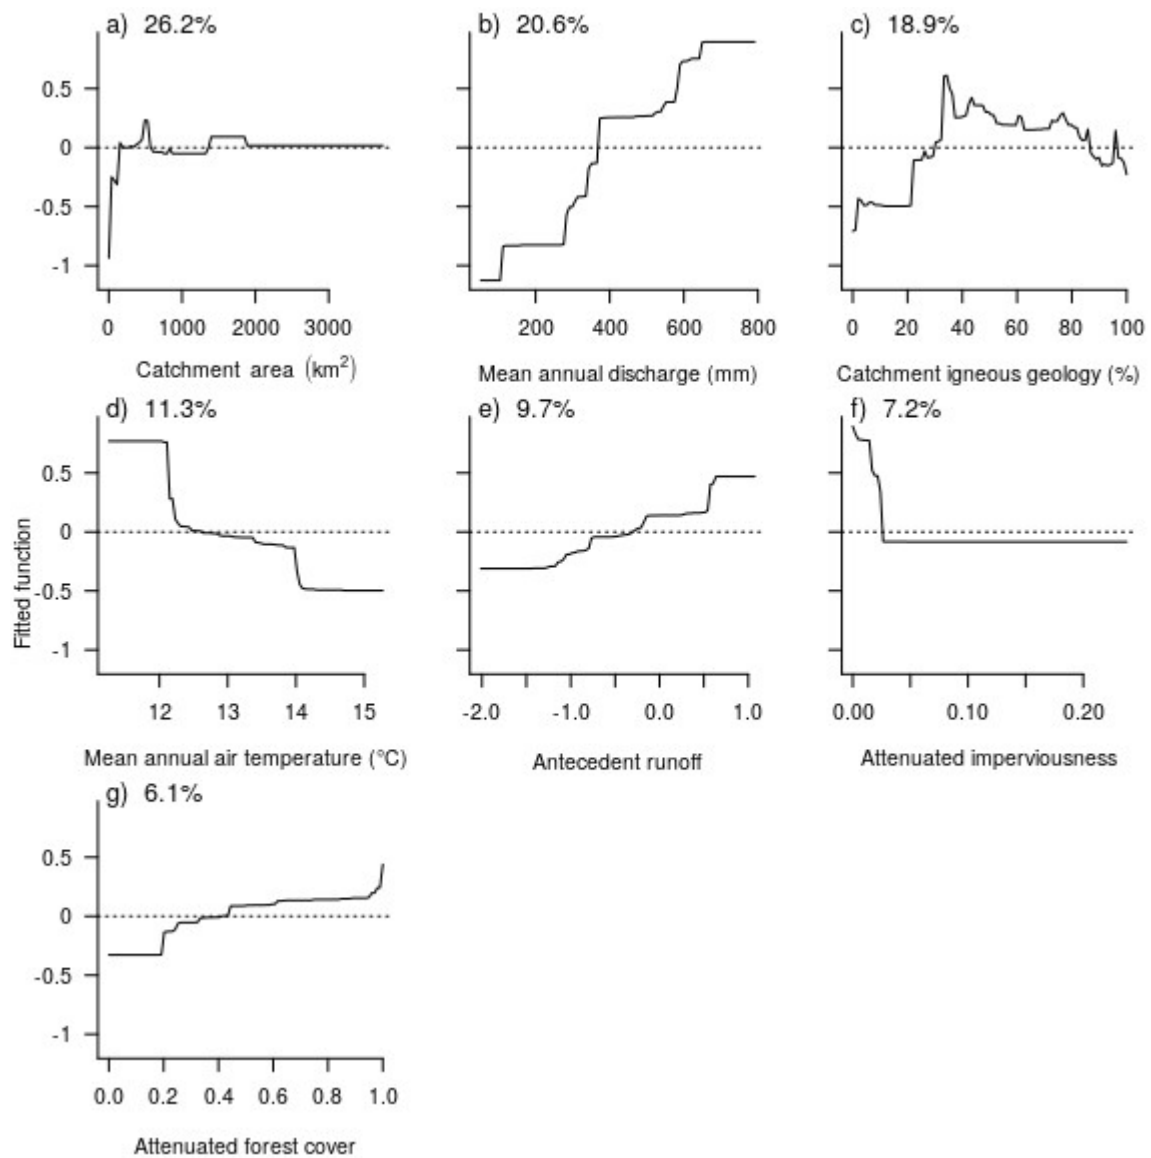 a) 26.2%
b) 20.6%
c) 18.9%
0.5
0
-0.5
-1
0 1000 2000 3000
200 400 600 800
0 20 40 60 80 100
Catchment area (km²)
Mean annual discharge (mm)
Catchment igneous geology (%)
d) 11.3%
e) 9.7%
f) 7.2%
Fitted function
0.5
0
-0.5
-1
12 13 14 15
-2.0 -1.0 0.0 1.0
0.00 0.10 0.20
Mean annual air temperature (°C)
Antecedent runoff
Attenuated imperviousness
g) 6.1%
0.5
0
-0.5
-1
0.0 0.2 0.4 0.6 0.8 1.0
Attenuated forest cover